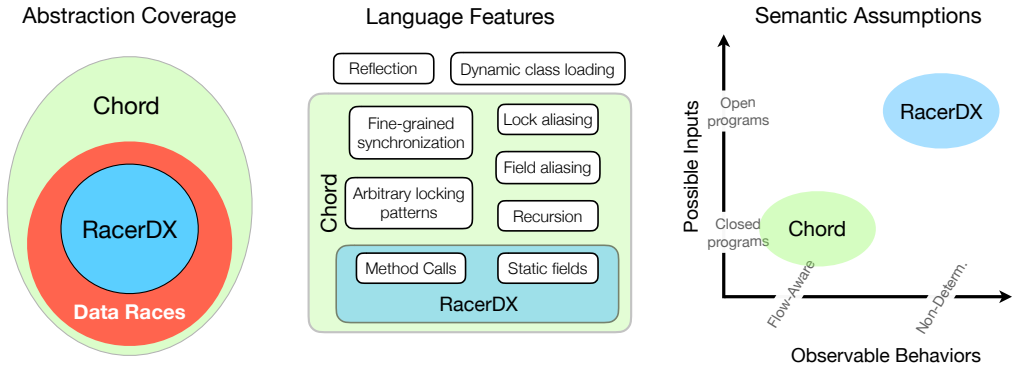 Abstraction Coverage
Chord
RacerDX
Data Races
Language Features
Reflection
Dynamic class loading
Chord
Fine-grained
synchronization
Lock aliasing
Field aliasing
Arbitrary locking
patterns
Recursion
Method Calls
Static fields
RacerDX
Semantic Assumptions
Possible Inputs
Open
programs
RacerDX
Closed
programs
Chord
Flow-Aware
Non-Determ.
Observable Behaviors